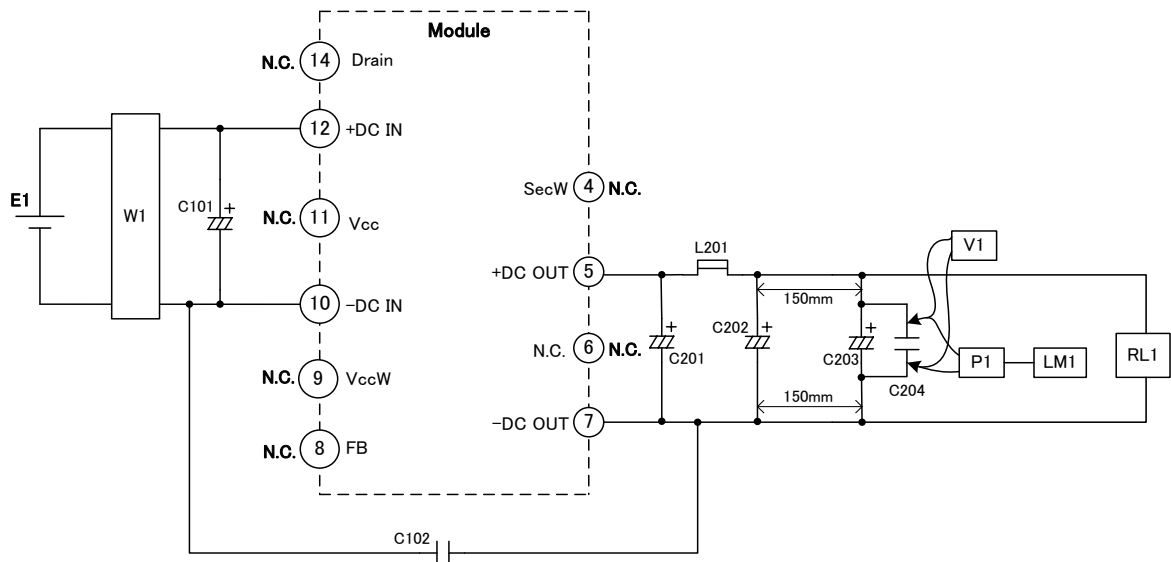 Module
N.C. 14 Drain
12 +DC IN
E1
W1
C101 +
N.C. 11 Vcc
10 -DC IN
N.C. 9 VccW
N.C. 8 FB
SecW 4 N.C.
+DC OUT 5
N.C. 6 N.C.
-DC OUT 7
L201
C201 +
C202 +
150mm
150mm
C203 +
C204
V1
P1
LM1
RL1
C102